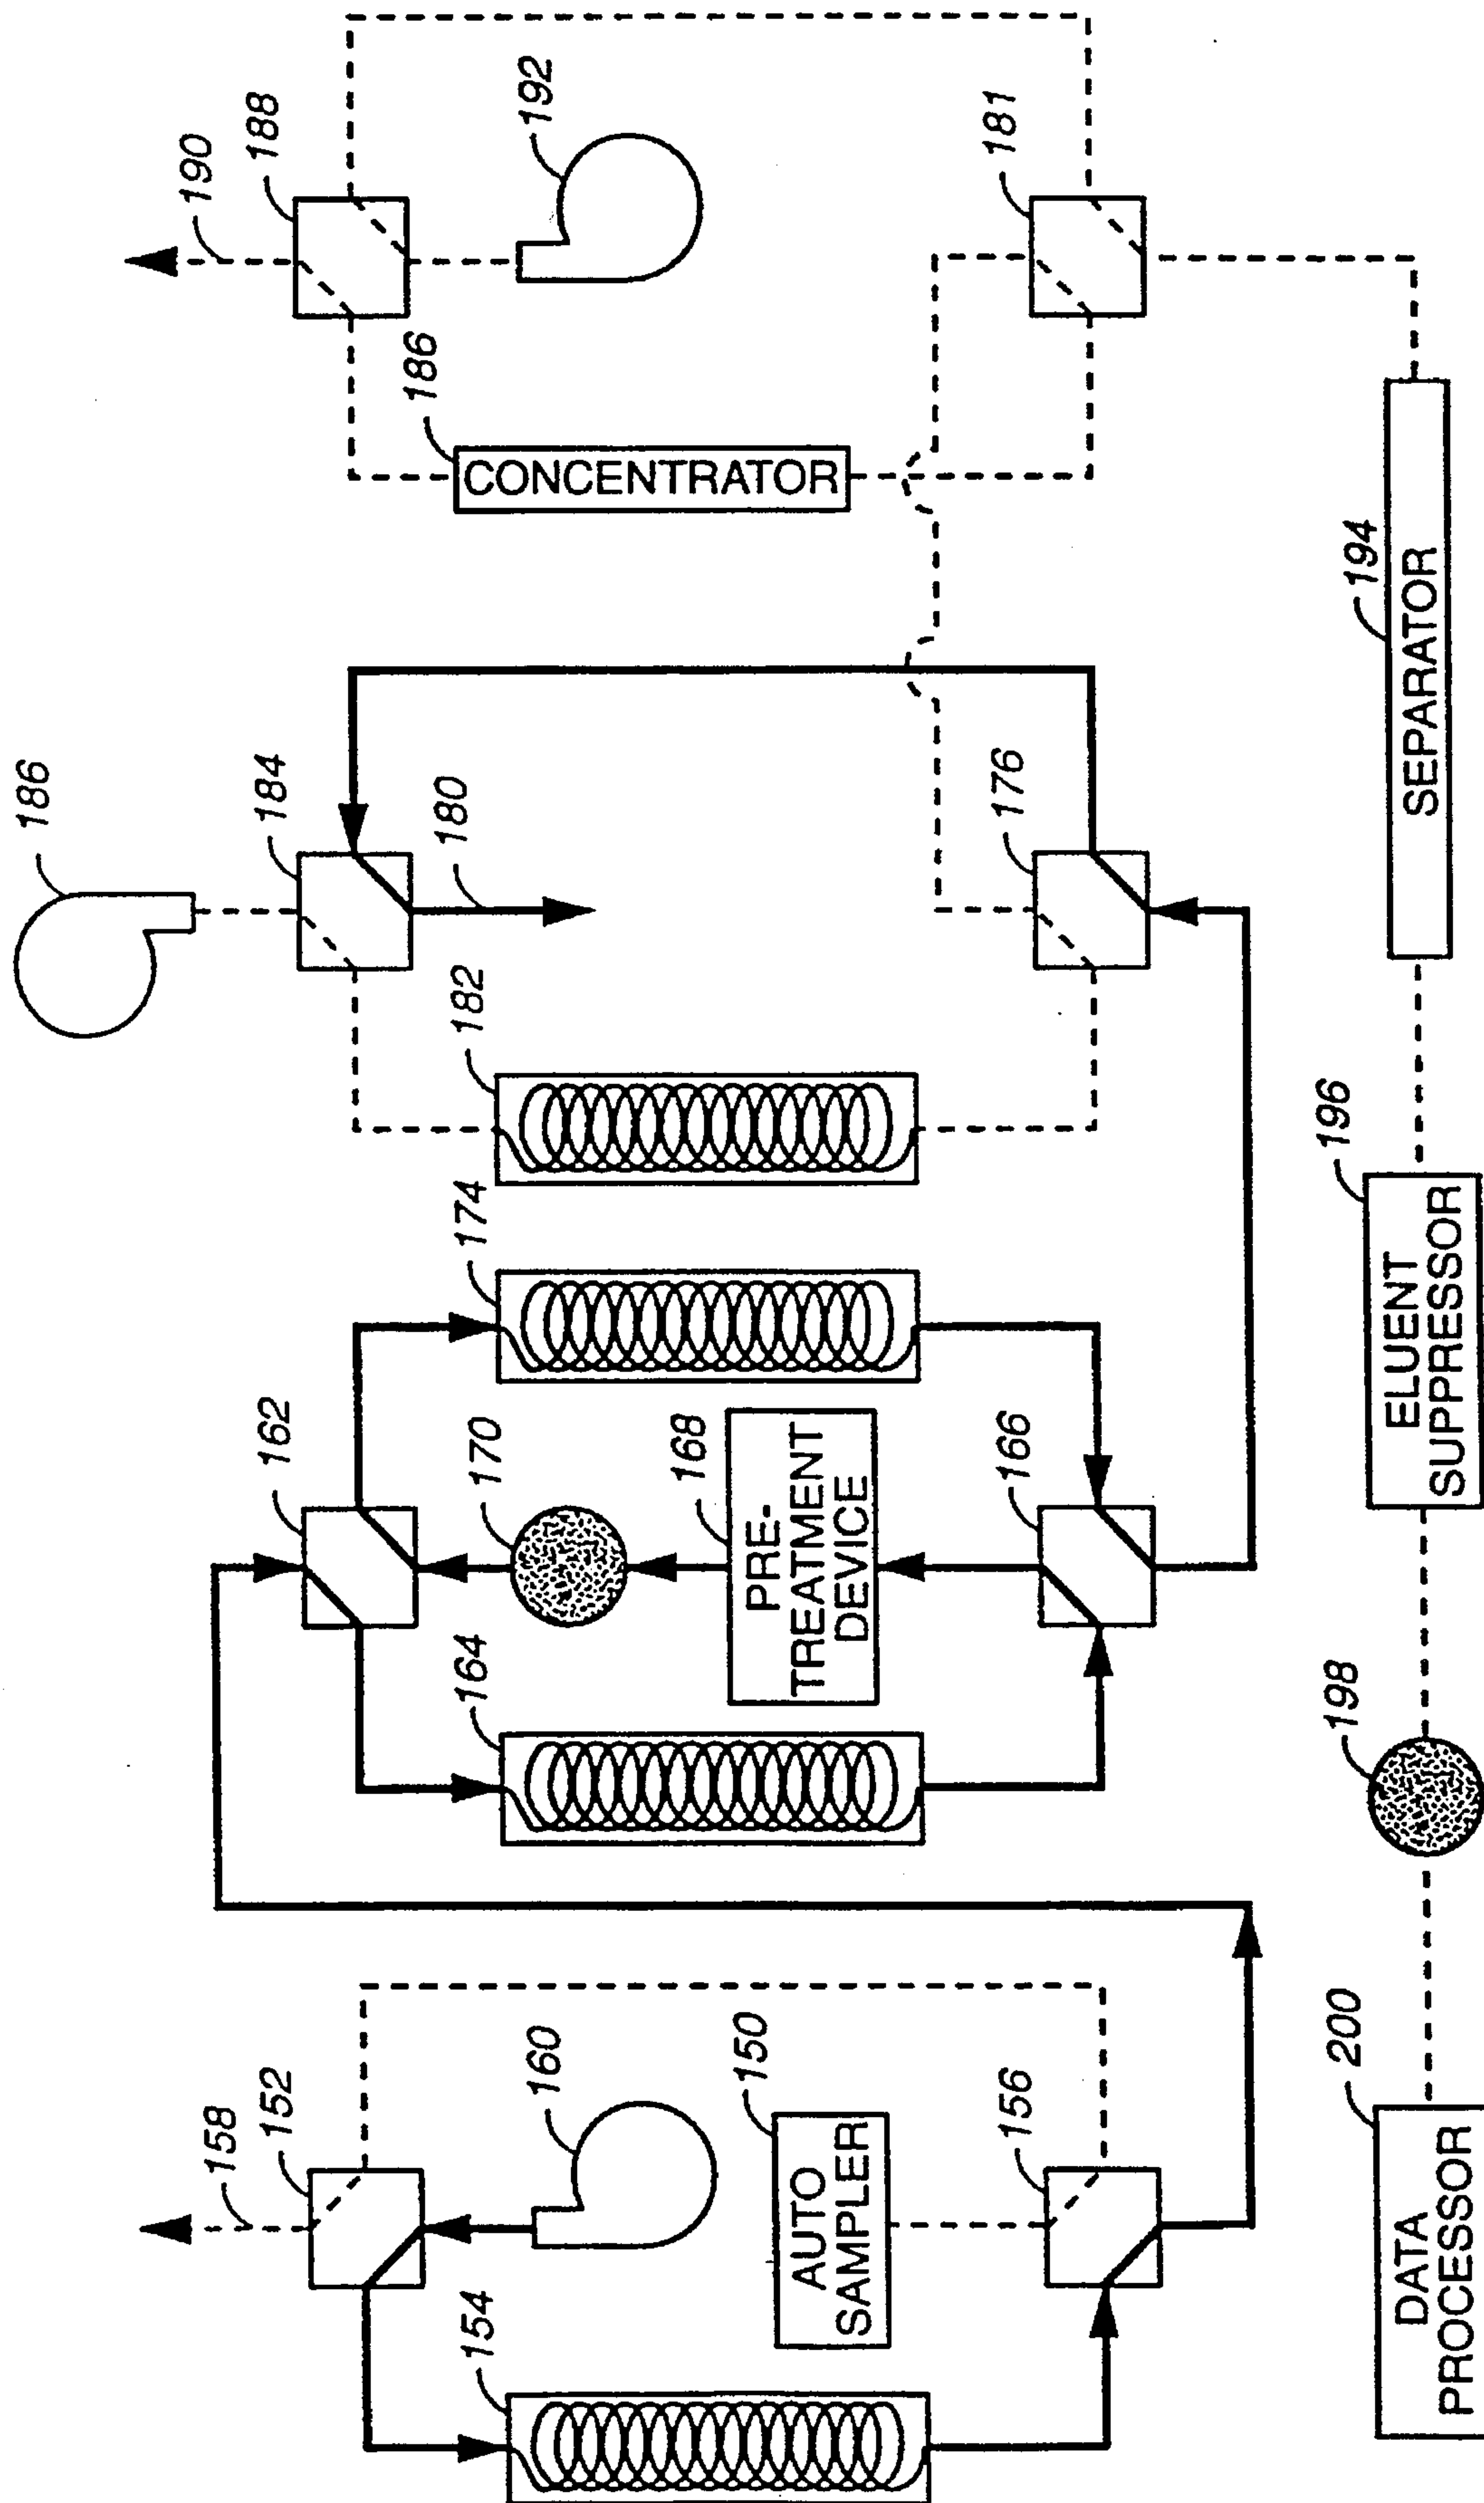 158
152
154
160
150
AUTO
SAMPLER
156
162
164
170
168
PRE-
TREATMENT
DEVICE
166
174
182
186
184
180
176
186
CONCENTRATOR
190
188
192
181
200
DATA
PROCESSOR
198
196
ELUENT
SUPPRESSOR
194
SEPARATOR